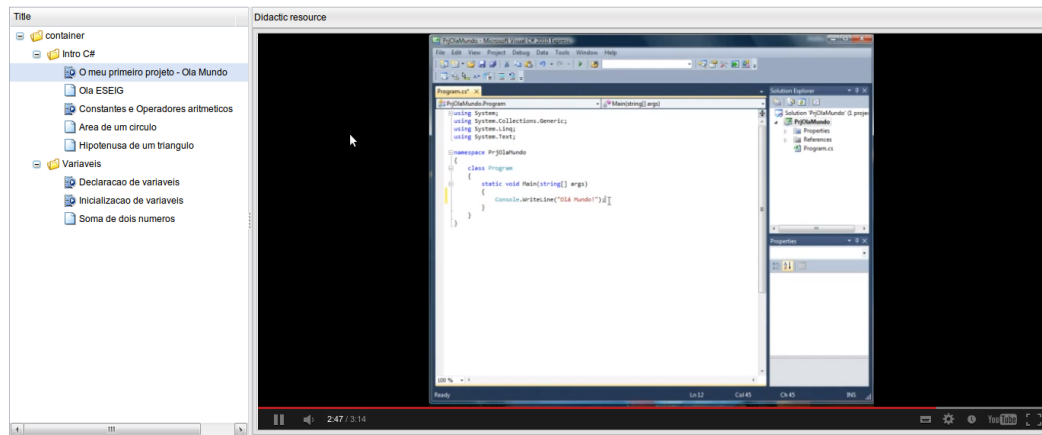 Title
container
Intro C#
O meu primeiro projeto - Ola Mundo
Ola ESEIG
Constantes e Operadores aritmeticos
Area de um circulo
Hipotenusa de um triangulo
Variaveis
Declaracao de variaveis
Inicializacao de variaveis
Soma de dois numeros
Didactic resource
PrjOlaMundo - Microsoft Visual C# 2010 Express
File Edit View Project Debug Data Tools Window Help
Program.cs*
PrjOlaMundo.Program
Main(string[] args)
using System;
using System.Collections.Generic;
using System.Linq;
using System.Text;
namespace PrjOlaMundo
{
class Program
{
static void Main(string[] args)
{
Console.WriteLine("Olá Mundo!");
}
}
}
100 %
Solution Explorer
Solution 'PrjOlaMundo' (1 proje
PrjOlaMundo
Properties
References
Program.cs
Properties
Ready
Ln 12
Col 45
Ch 45
INS
2:47 / 3:14
YouTube